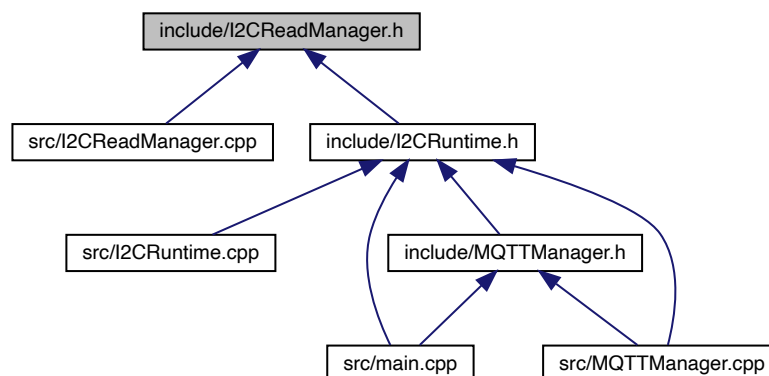 include/I2CReadManager.h
src/I2CReadManager.cpp
include/I2CRuntime.h
src/I2CRuntime.cpp
include/MQTTManager.h
src/main.cpp
src/MQTTManager.cpp